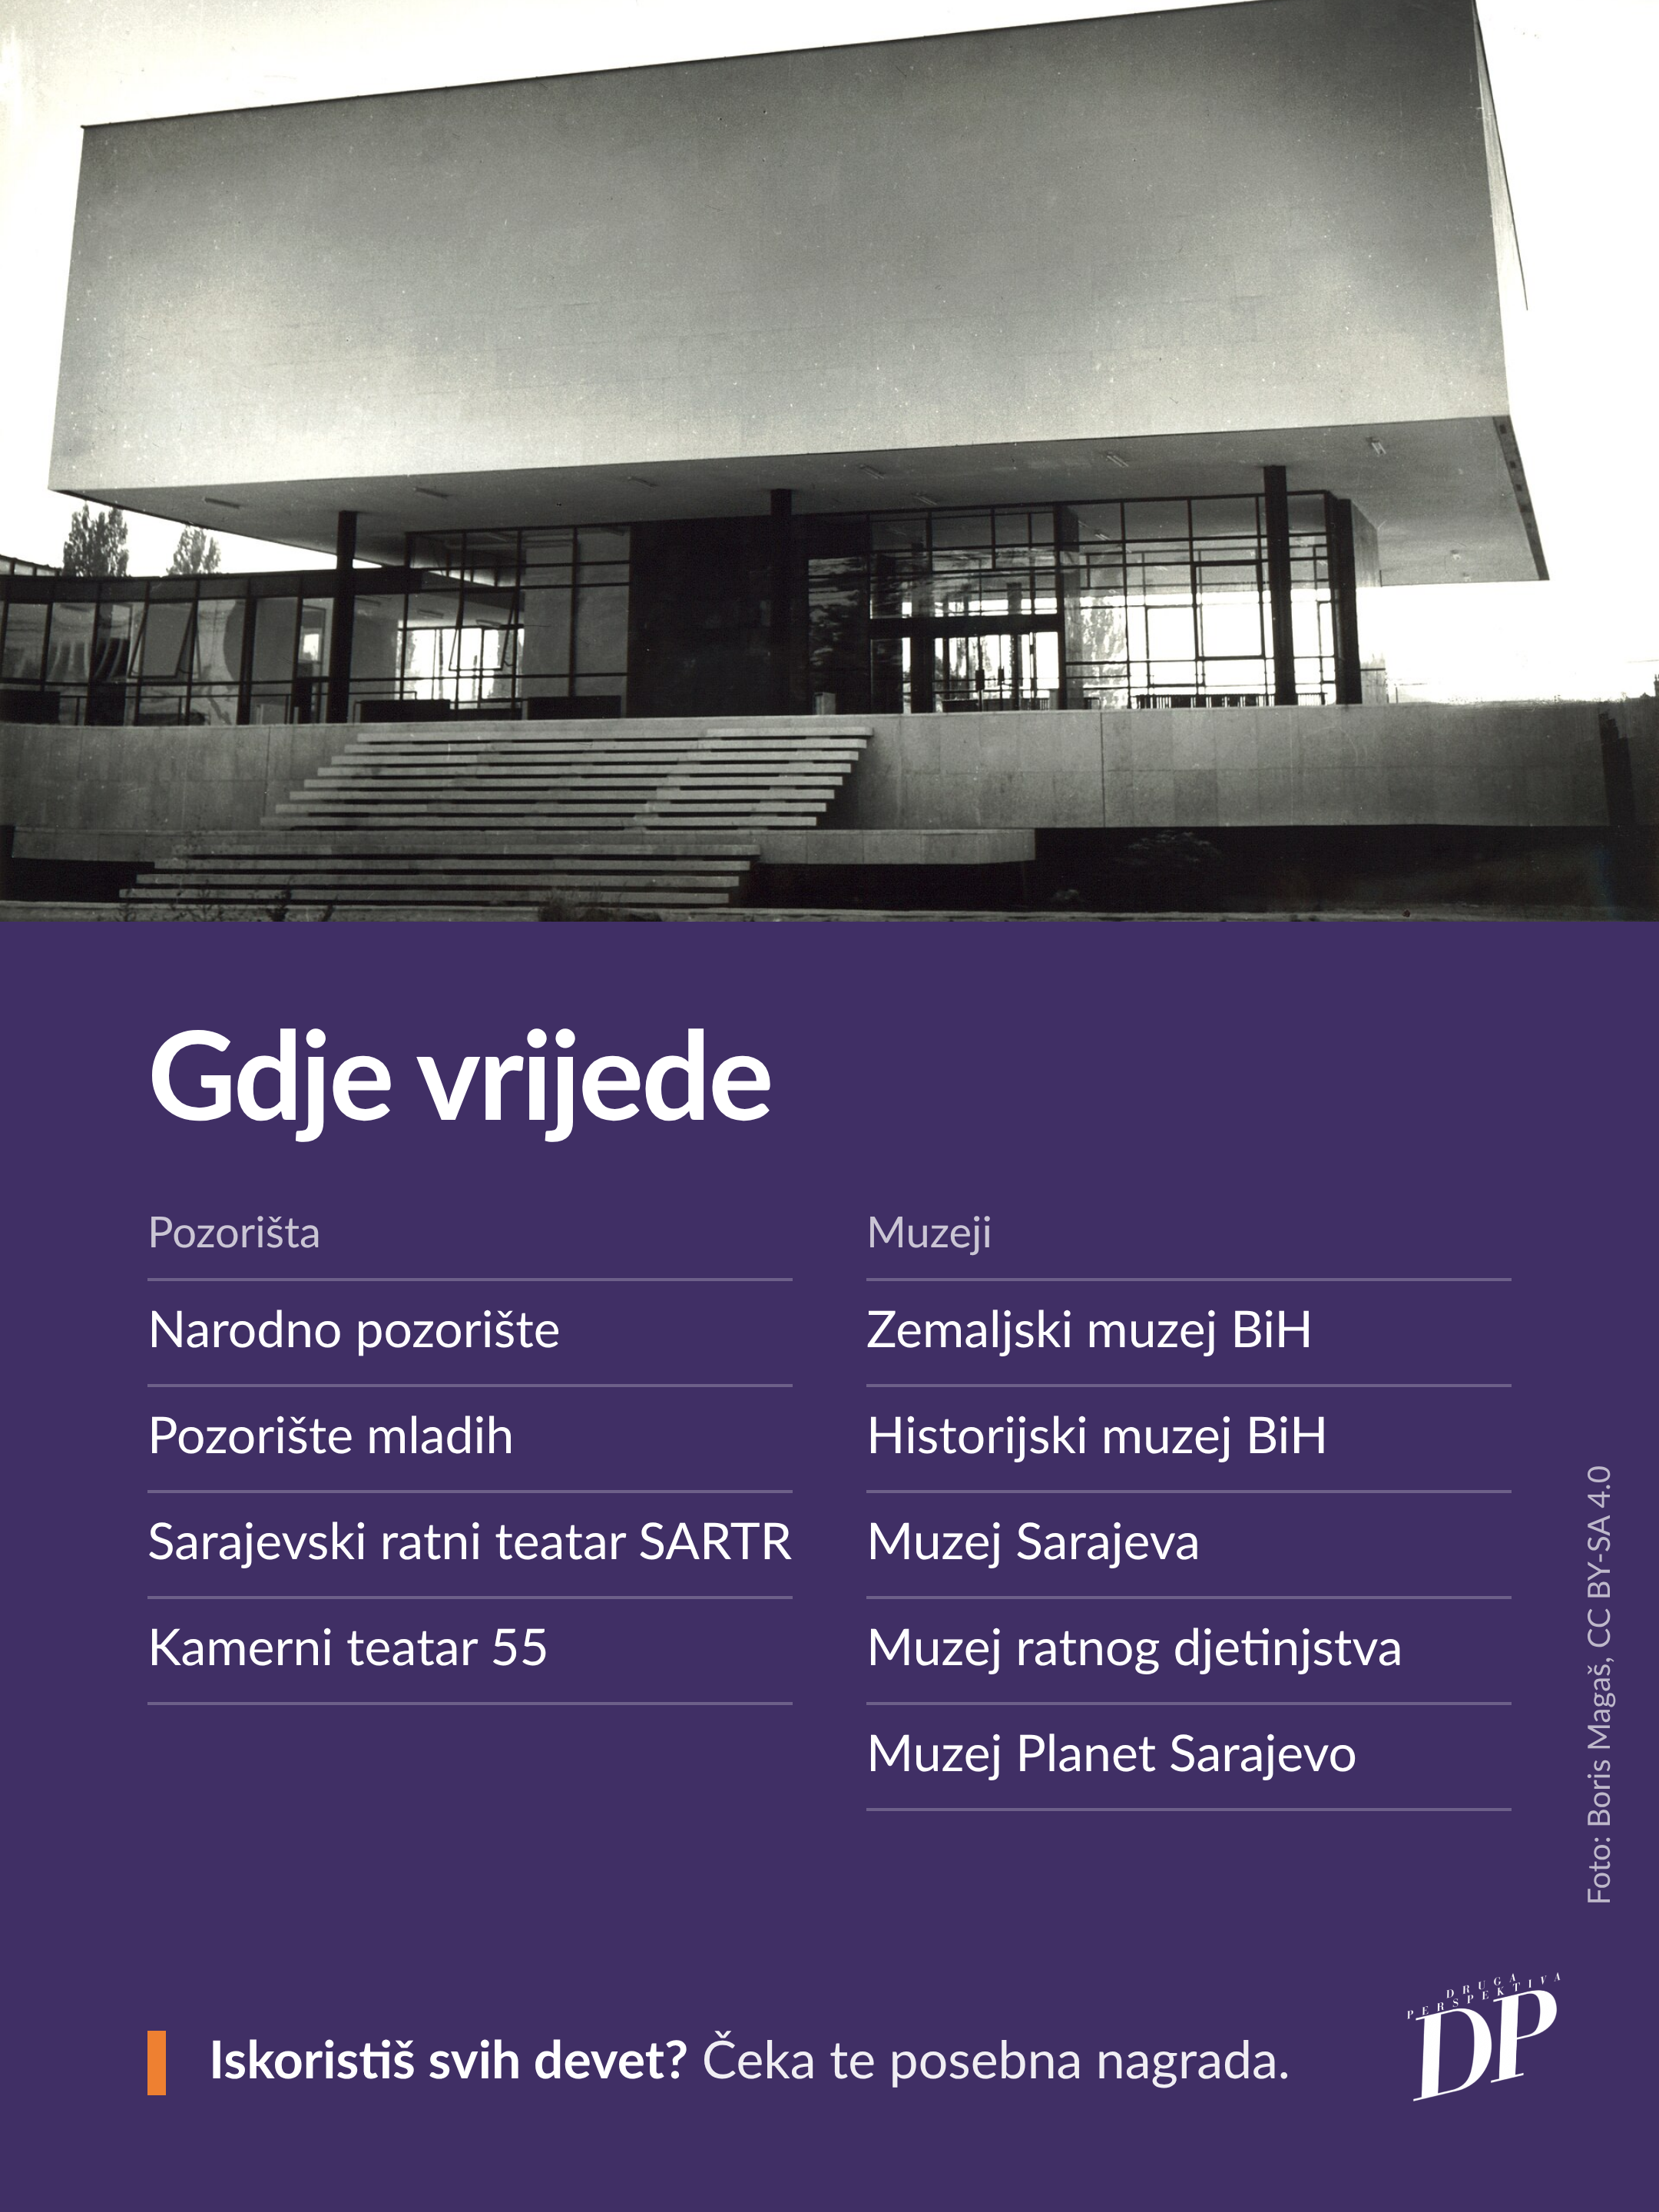 Gdje vrijede
Pozorišta
Narodno pozorište
Pozorište mladih
Sarajevski ratni teatar SARTR
Kamerni teatar 55
Muzeji
Zemaljski muzej BiH
Historijski muzej BiH
Muzej Sarajeva
Muzej ratnog djetinjstva
Muzej Planet Sarajevo
Foto: Boris Magaš, CC BY-SA 4.0
Iskoristiš svih devet? Čeka te posebna nagrada.
DRUGA
PERSPEKTIVA
DP